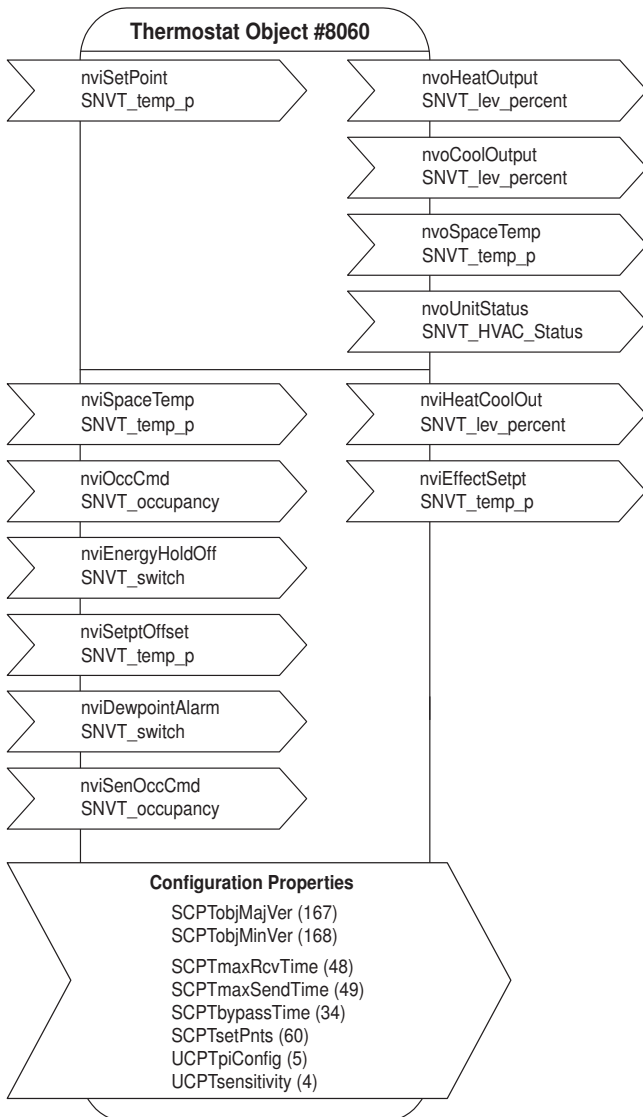 Thermostat Object #8060
nviSetPoint
SNVT_temp_p
nvoHeatOutput
SNVT_lev_percent
nvoCoolOutput
SNVT_lev_percent
nvoSpaceTemp
SNVT_temp_p
nvoUnitStatus
SNVT_HVAC_Status
nviSpaceTemp
SNVT_temp_p
nviHeatCoolOut
SNVT_lev_percent
nviOccCmd
SNVT_occupancy
nviEffectSetpt
SNVT_temp_p
nviEnergyHoldOff
SNVT_switch
nviSetptOffset
SNVT_temp_p
nviDewpointAlarm
SNVT_switch
nviSenOccCmd
SNVT_occupancy
Configuration Properties
SCPTobjMajVer (167)
SCPTobjMinVer (168)
SCPTmaxRcvTime (48)
SCPTmaxSendTime (49)
SCPTbypassTime (34)
SCPTsetPnts (60)
UCPTpiConfig (5)
UCPTsensitivity (4)